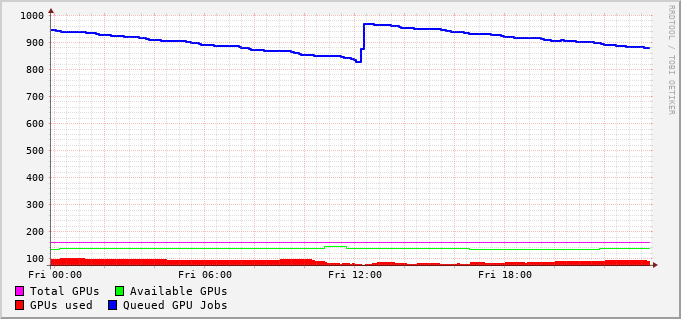 1000
900
800
700
600
500
400
300
200
100
Fri 00:00 Fri 06:00 Fri 12:00 Fri 18:00
Total GPUs Available GPUs
GPUs used Queued GPU Jobs
RRDTOOL / TOBI OETIKER